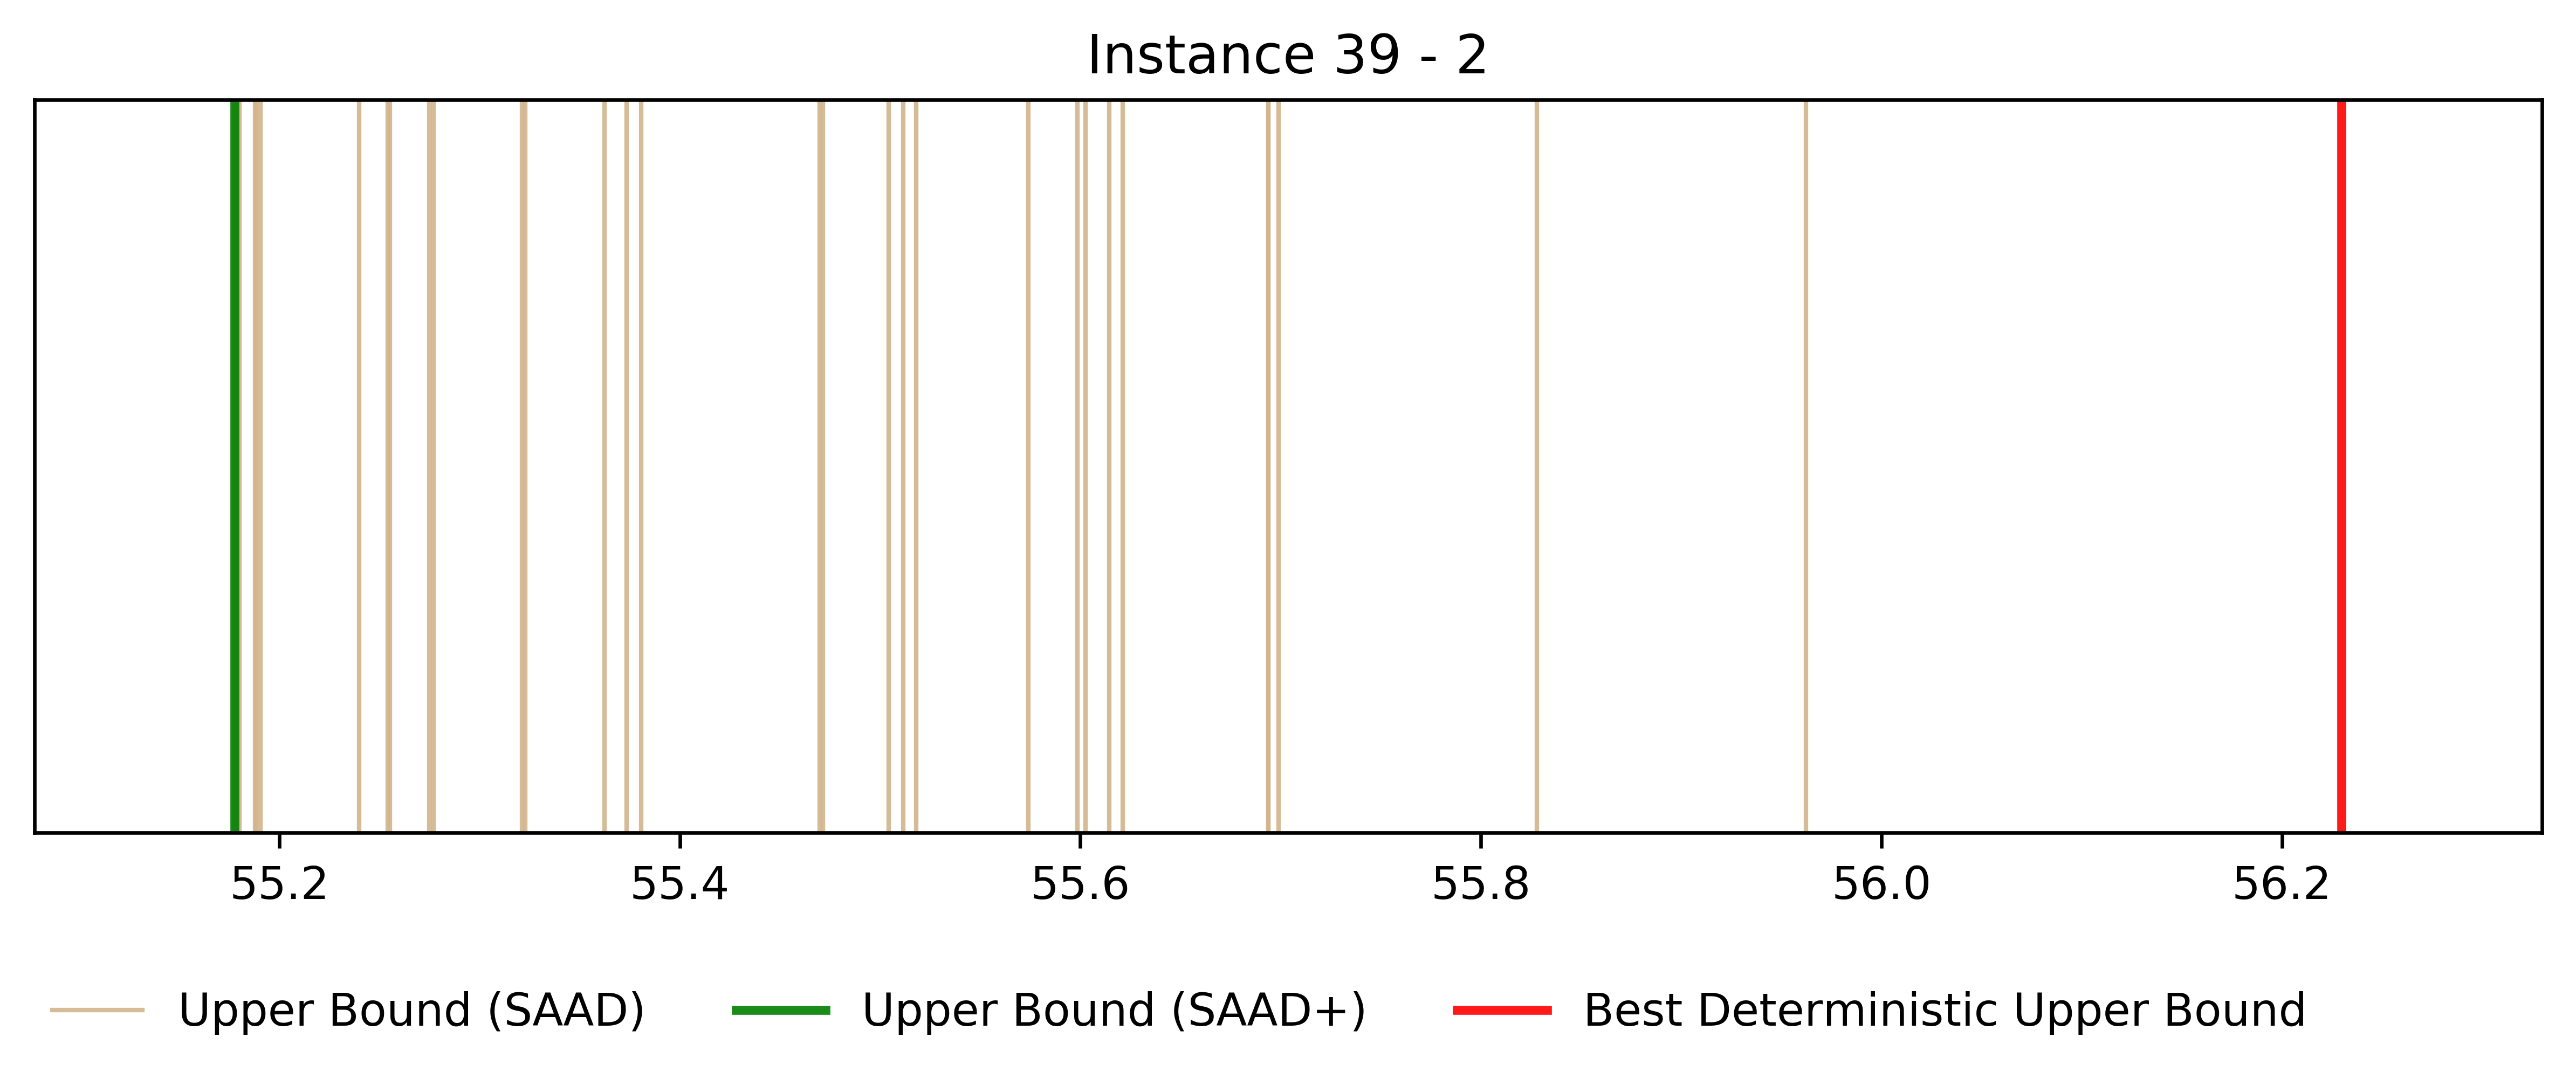 Instance 39 - 2
55.2 55.4 55.6 55.8 56.0 56.2
Upper Bound (SAAD) Upper Bound (SAAD+) Best Deterministic Upper Bound